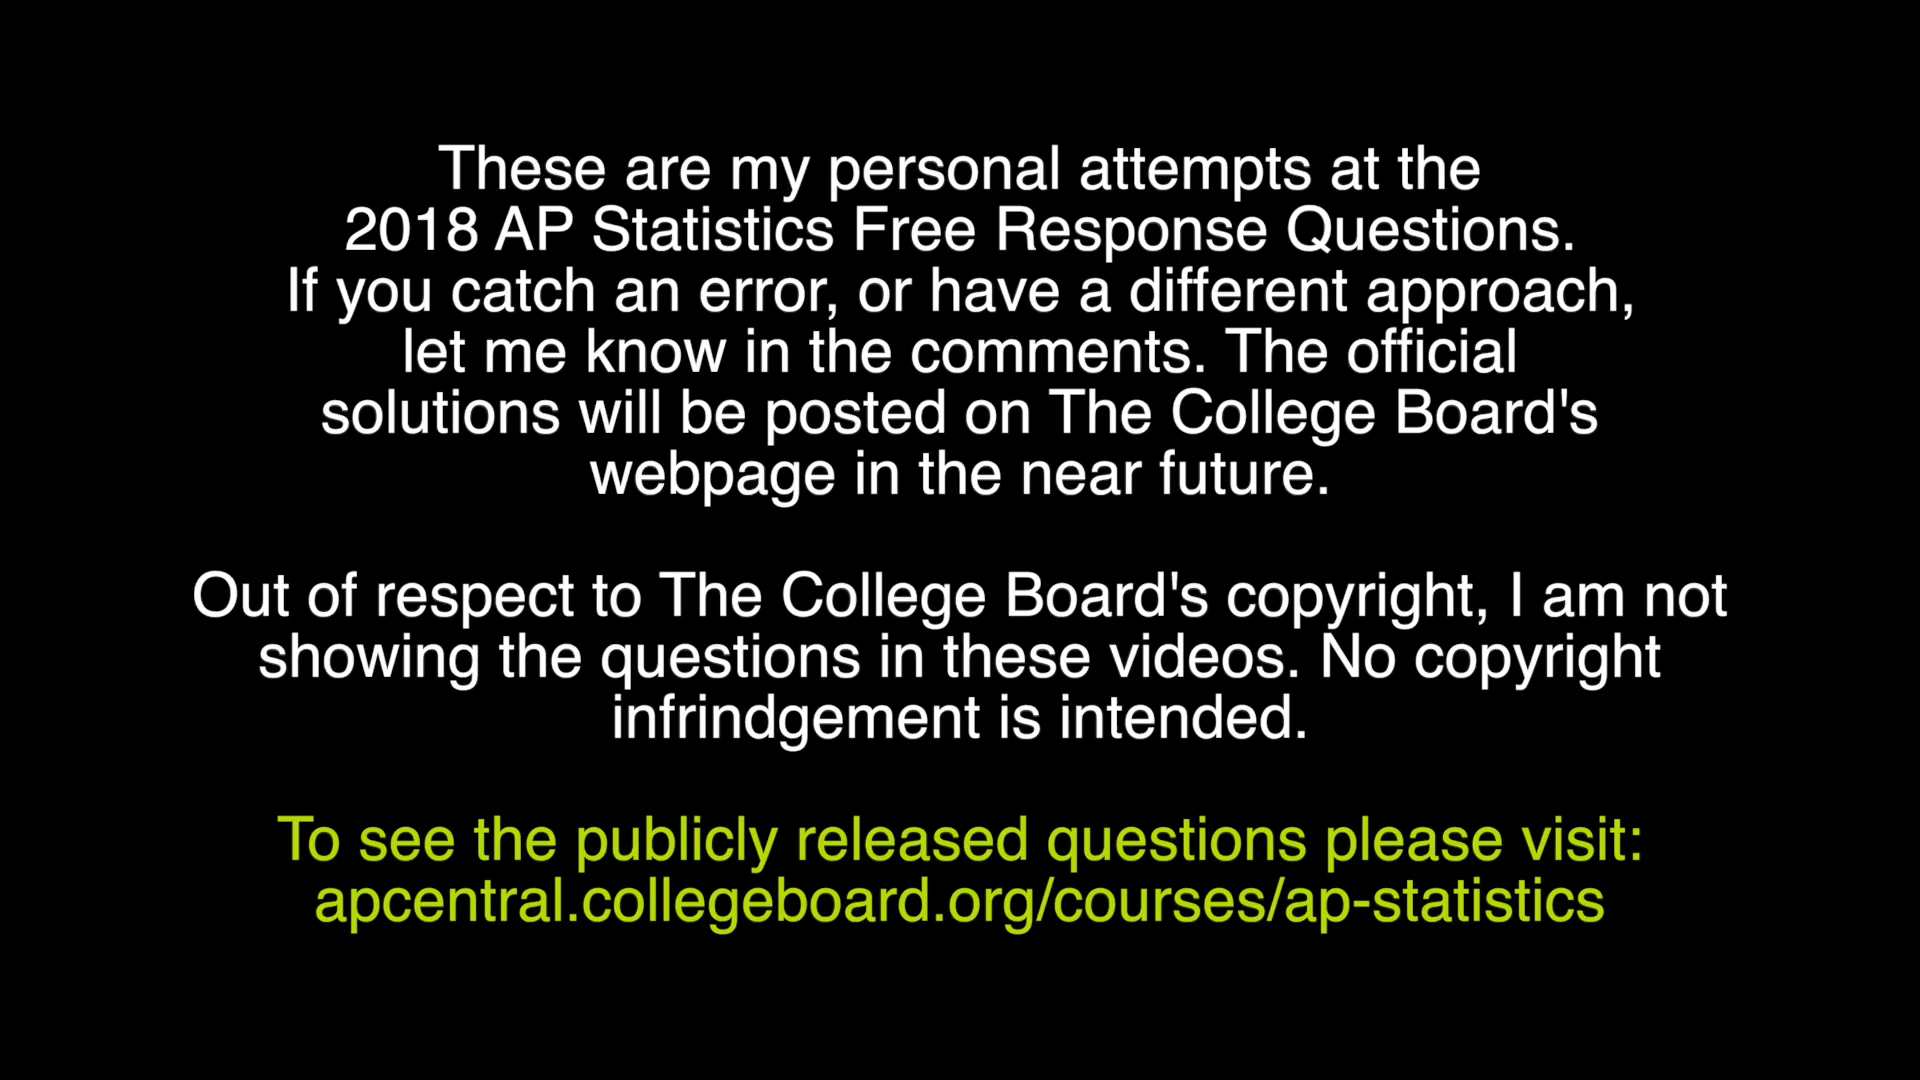 These are my personal attempts at the
2018 AP Statistics Free Response Questions.
If you catch an error, or have a different approach,
let me know in the comments. The official
solutions will be posted on The College Board's
webpage in the near future.
Out of respect to The College Board's copyright, I am not
showing the questions in these videos. No copyright
infrindgement is intended.
To see the publicly released questions please visit:
apcentral.collegeboard.org/courses/ap-statistics